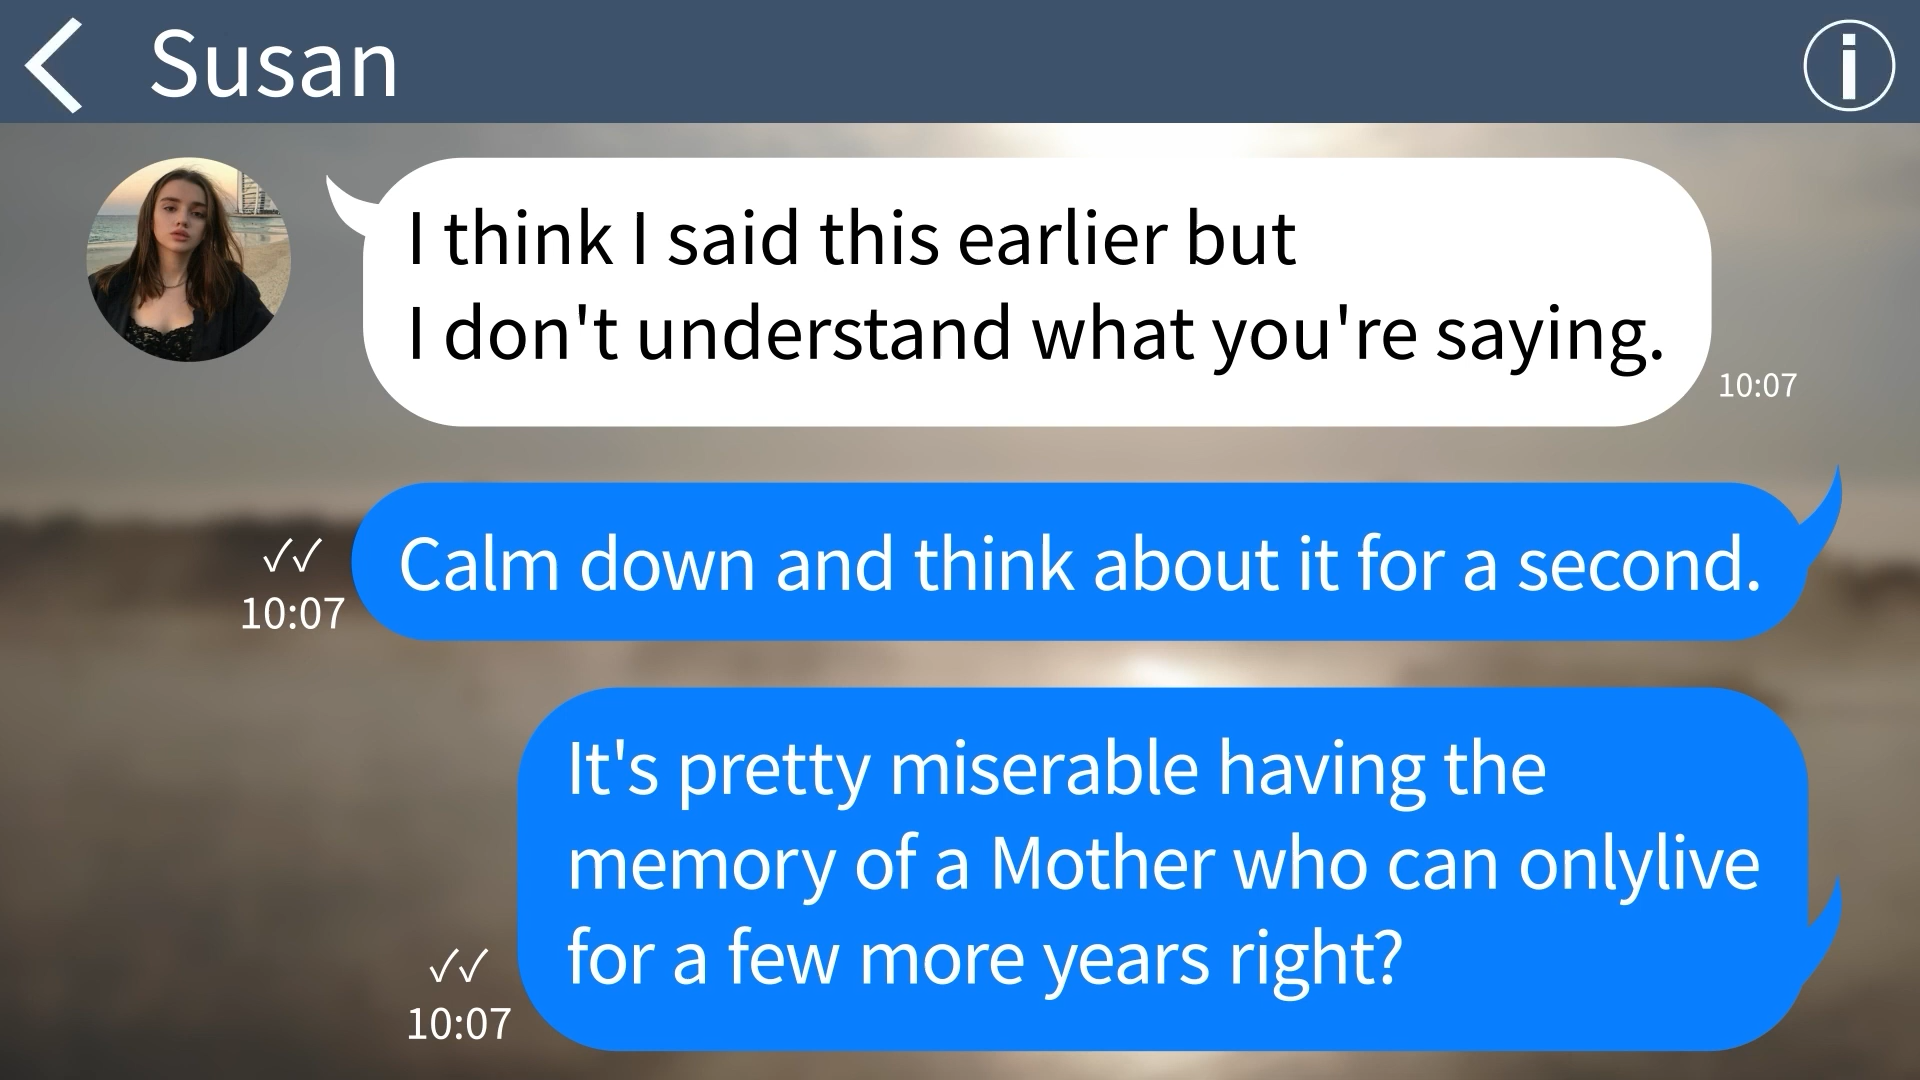 Susan
I think I said this earlier but
I don't understand what you're saying.
10:07
Calm down and think about it for a second.
✓✓
10:07
It's pretty miserable having the
memory of a Mother who can onlylive
for a few more years right?
✓✓
10:07